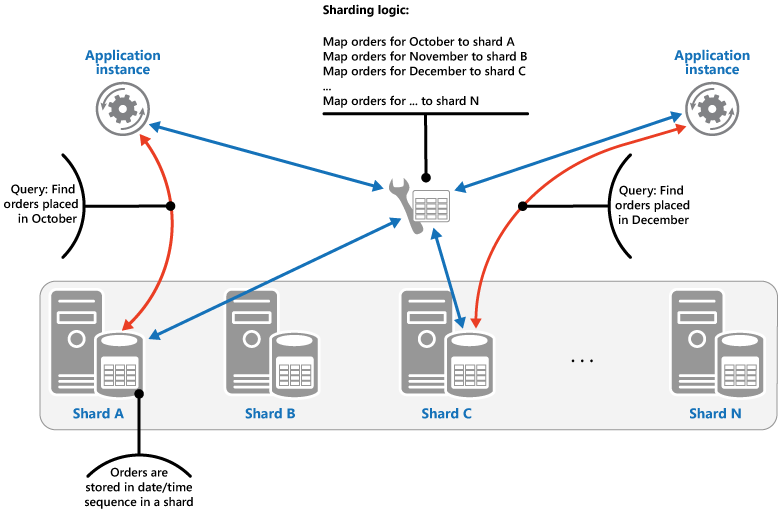 Sharding logic:
Map orders for October to shard A
Map orders for November to shard B
Map orders for December to shard C
...
Map orders for ... to shard N
Application
instance
Application
instance
Query: Find
orders placed
in October
Query: Find
orders placed
in December
...
Shard A
Shard B
Shard C
Shard N
Orders are
stored in date/time
sequence in a shard